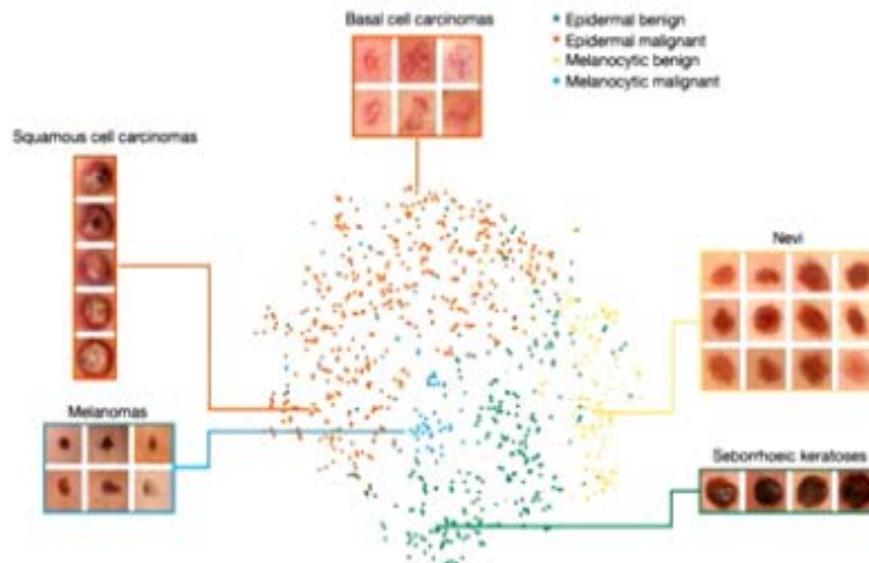 Basal cell carcinomas
Epidermal benign
Epidermal malignant
Melanocytic benign
Melanocytic malignant
Squamous cell carcinomas
Nevi
Melanomas
Seborrhoeic keratoses